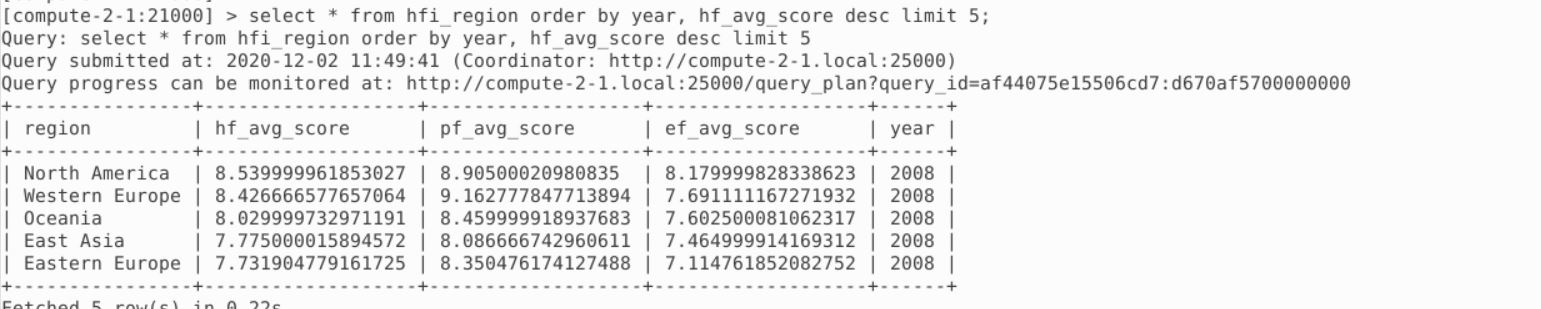 [compute-2-1:21000] > select * from hfi_region order by year, hf_avg_score desc limit 5;
Query: select * from hfi_region order by year, hf_avg_score desc limit 5
Query submitted at: 2020-12-02 11:49:41 (Coordinator: http://compute-2-1.local:25000)
Query progress can be monitored at: http://compute-2-1.local:25000/query_plan?query_id=af44075e15506cd7:d670af5700000000
+----------------+-------------------+-------------------+-------------------+------+
| region         | hf_avg_score      | pf_avg_score      | ef_avg_score      | year |
+----------------+-------------------+-------------------+-------------------+------+
| North America  | 8.539999961853027 | 8.90500020980835  | 8.179999828338623 | 2008 |
| Western Europe | 8.426666577657064 | 9.162777847713894 | 7.691111167271932 | 2008 |
| Oceania        | 8.029999732971191 | 8.459999918937683 | 7.602500081062317 | 2008 |
| East Asia      | 7.775000015894572 | 8.086666742960611 | 7.464999914169312 | 2008 |
| Eastern Europe | 7.731904779161725 | 8.350476174127488 | 7.114761852082752 | 2008 |
+----------------+-------------------+-------------------+-------------------+------+
Fetched 5 row(s) in 0.22s